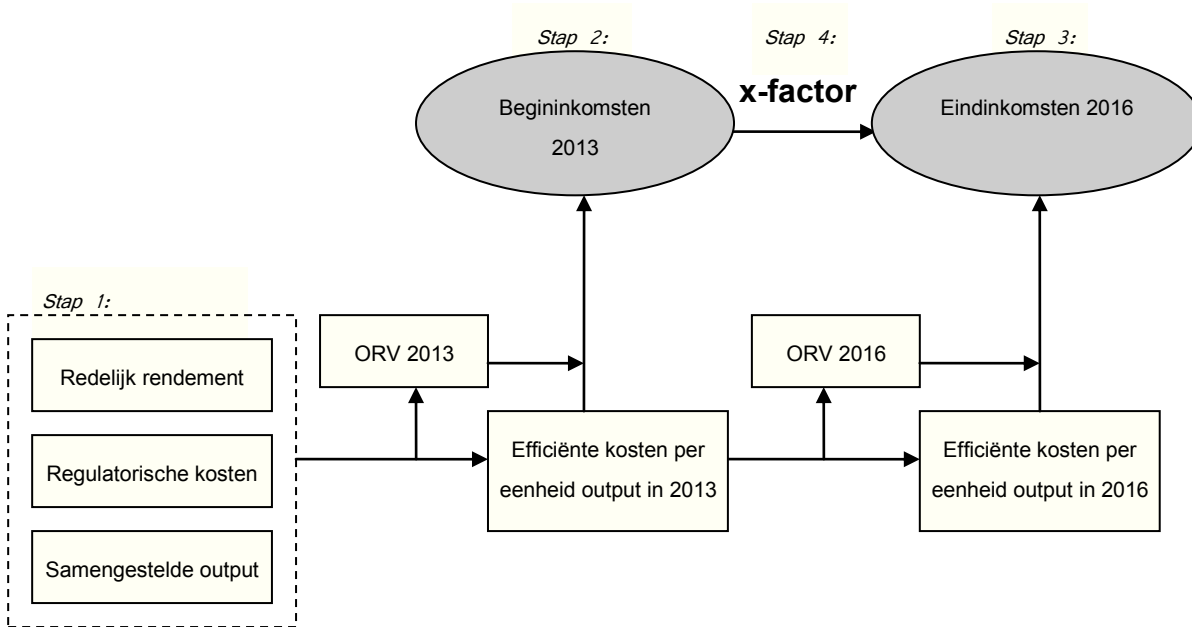 Stap 2:
Stap 4:
Stap 3:
Begininkomsten
2013
x-factor
Eindinkomsten 2016
Stap 1:
Redelijk rendement
Regulatorische kosten
Samengestelde output
ORV 2013
Efficiënte kosten per
eenheid output in 2013
ORV 2016
Efficiënte kosten per
eenheid output in 2016